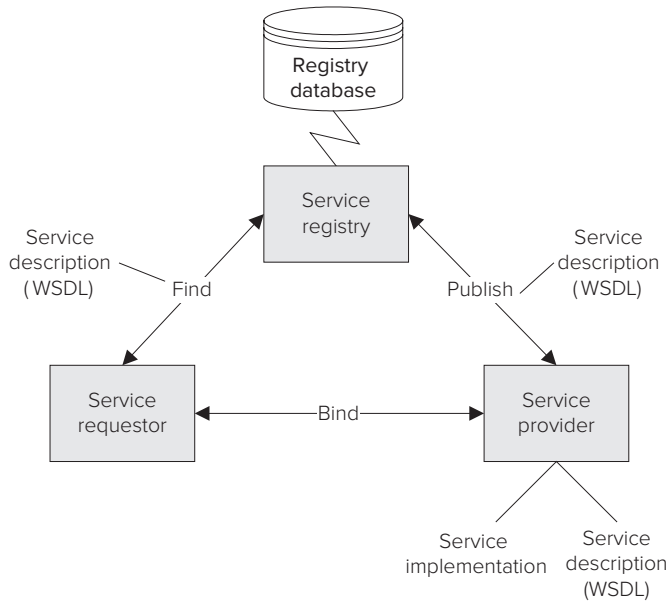 Registry
database
Service
registry
Service
description
(WSDL)
Find
Publish
Service
description
(WSDL)
Service
requestor
Bind
Service
provider
Service
implementation
Service
description
(WSDL)